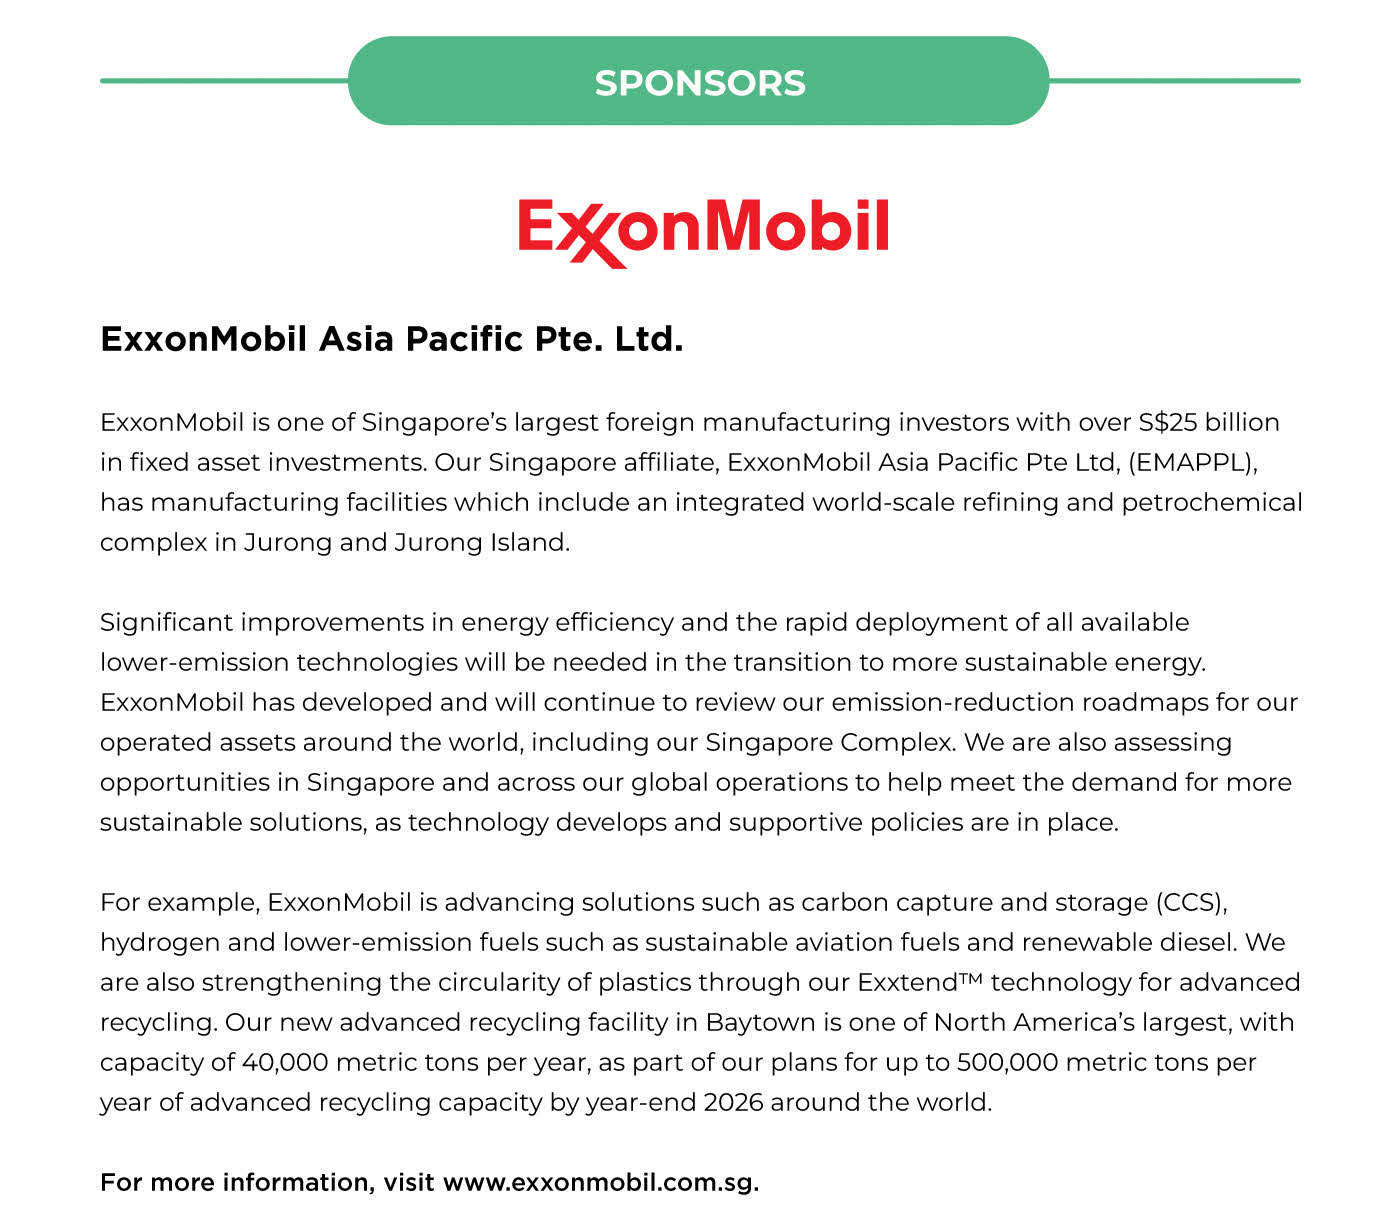 SPONSORS
ExxonMobil
ExxonMobil Asia Pacific Pte. Ltd.
ExxonMobil is one of Singapore’s largest foreign manufacturing investors with over S$25 billion
in fixed asset investments. Our Singapore affiliate, ExxonMobil Asia Pacific Pte Ltd, (EMAPPL),
has manufacturing facilities which include an integrated world-scale refining and petrochemical
complex in Jurong and Jurong Island.
Significant improvements in energy efficiency and the rapid deployment of all available
lower-emission technologies will be needed in the transition to more sustainable energy.
ExxonMobil has developed and will continue to review our emission-reduction roadmaps for our
operated assets around the world, including our Singapore Complex. We are also assessing
opportunities in Singapore and across our global operations to help meet the demand for more
sustainable solutions, as technology develops and supportive policies are in place.
For example, ExxonMobil is advancing solutions such as carbon capture and storage (CCS),
hydrogen and lower-emission fuels such as sustainable aviation fuels and renewable diesel. We
are also strengthening the circularity of plastics through our Exxtend™ technology for advanced
recycling. Our new advanced recycling facility in Baytown is one of North America’s largest, with
capacity of 40,000 metric tons per year, as part of our plans for up to 500,000 metric tons per
year of advanced recycling capacity by year-end 2026 around the world.
For more information, visit www.exxonmobil.com.sg.